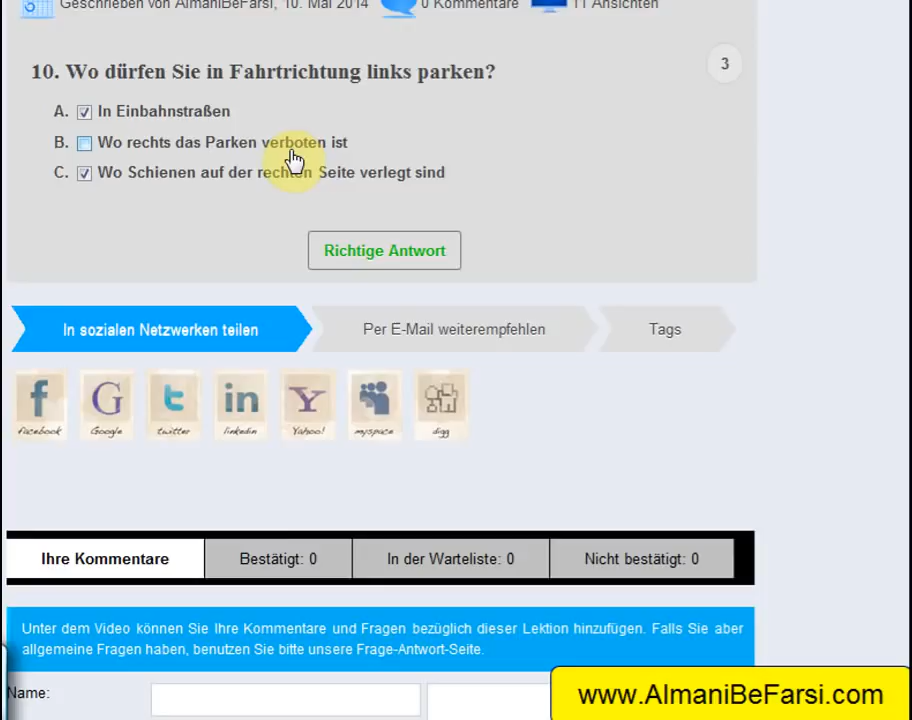 Geschrieben von AlmaniBeFarsi, 10. Mai 2014 0 Kommentare 11 Ansichten
10. Wo dürfen Sie in Fahrtrichtung links parken?
3
A. In Einbahnstraßen
B. Wo rechts das Parken verboten ist
C. Wo Schienen auf der rechten Seite verlegt sind
Richtige Antwort
In sozialen Netzwerken teilen Per E-Mail weiterempfehlen Tags
facebook Google twitter linkedin Yahoo! myspace digg
Ihre Kommentare Bestätigt: 0 In der Warteliste: 0 Nicht bestätigt: 0
Unter dem Video können Sie Ihre Kommentare und Fragen bezüglich dieser Lektion hinzufügen. Falls Sie aber
allgemeine Fragen haben, benutzen Sie bitte unsere Frage-Antwort-Seite.
Name:
www.AlmaniBeFarsi.com